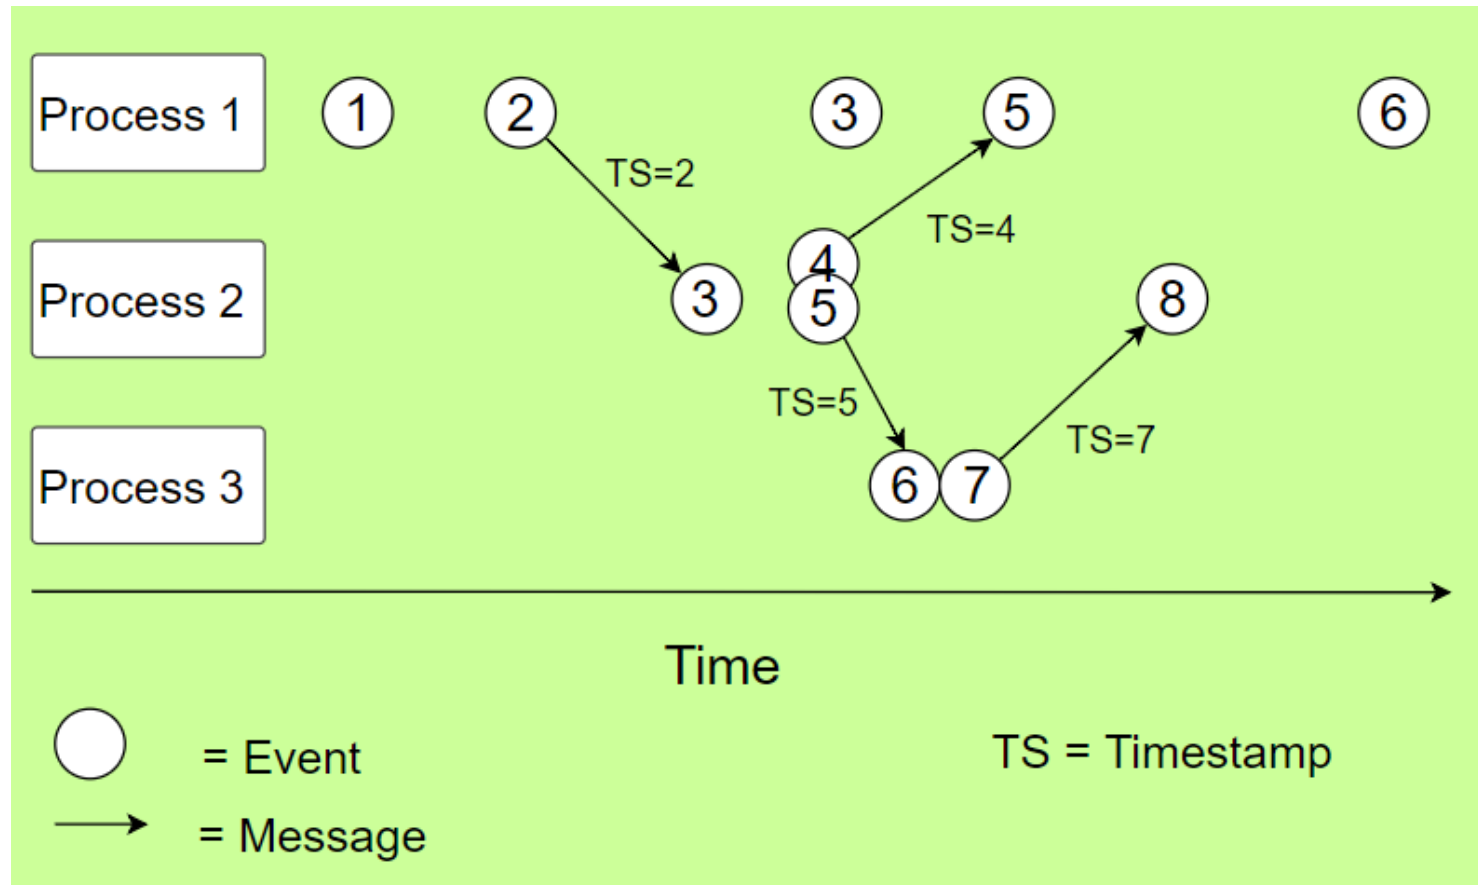 Process 1
1
2
3
5
6
TS=2
TS=4
Process 2
3
4
5
8
TS=5
TS=7
Process 3
6
7
Time
= Event
TS = Timestamp
= Message